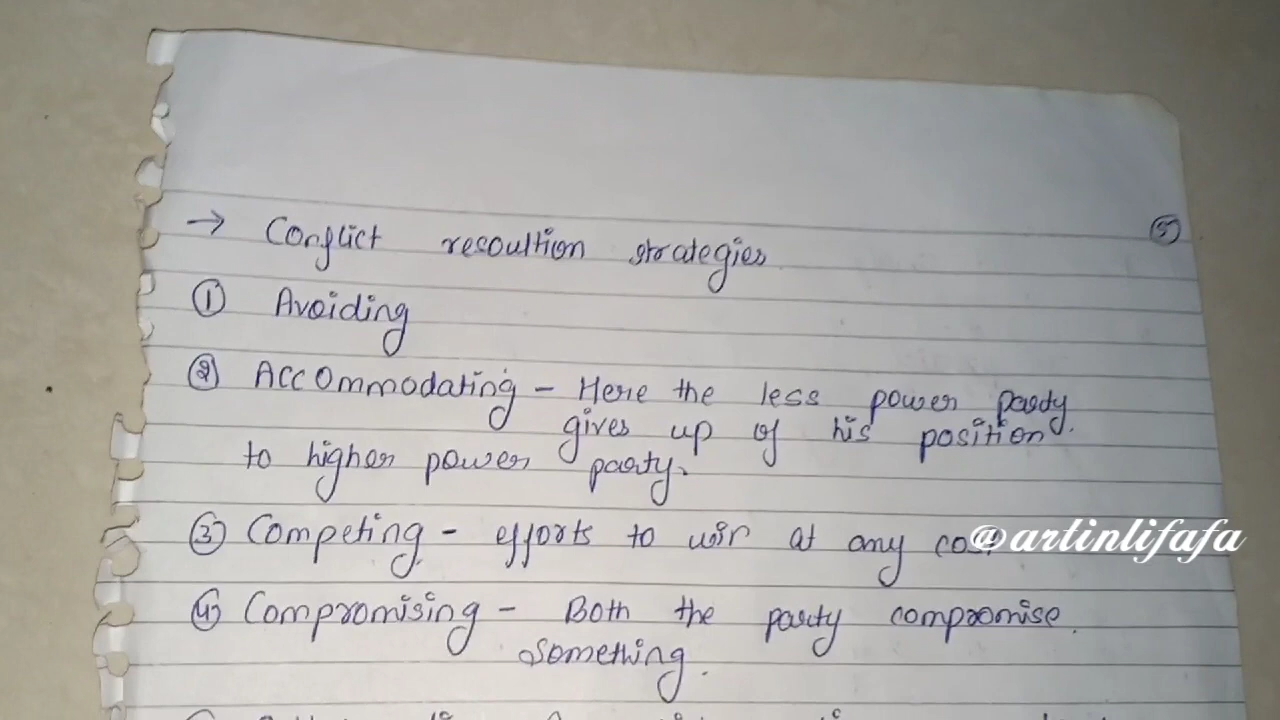 → Conflict resoultion strategies
⑤
① Avoiding
② Accommodating - Here the less power party
gives up of his position.
to higher power party.
③ Competing - efforts to win at any cost
@artinlifafa
④ Compromising - Both the party compromise.
something.